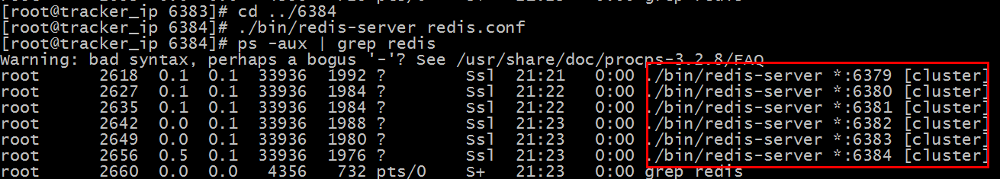 [root@tracker_ip 6383]# cd ../6384
[root@tracker_ip 6384]# ./bin/redis-server redis.conf
[root@tracker_ip 6384]# ps -aux | grep redis
Warning: bad syntax, perhaps a bogus '-'? See /usr/share/doc/procps-3.2.8/FAQ
root 2618 0.1 0.1 33936 1992 ? Ssl 21:21 0:00 ./bin/redis-server *:6379 [cluster]
root 2627 0.1 0.1 33936 1984 ? Ssl 21:22 0:00 ./bin/redis-server *:6380 [cluster]
root 2635 0.1 0.1 33936 1984 ? Ssl 21:22 0:00 ./bin/redis-server *:6381 [cluster]
root 2642 0.0 0.1 33936 1988 ? Ssl 21:23 0:00 ./bin/redis-server *:6382 [cluster]
root 2649 0.0 0.1 33936 1980 ? Ssl 21:23 0:00 ./bin/redis-server *:6383 [cluster]
root 2656 0.5 0.1 33936 1976 ? Ssl 21:23 0:00 ./bin/redis-server *:6384 [cluster]
root 2660 0.0 0.0 4356 732 pts/0 S+ 21:23 0:00 grep redis